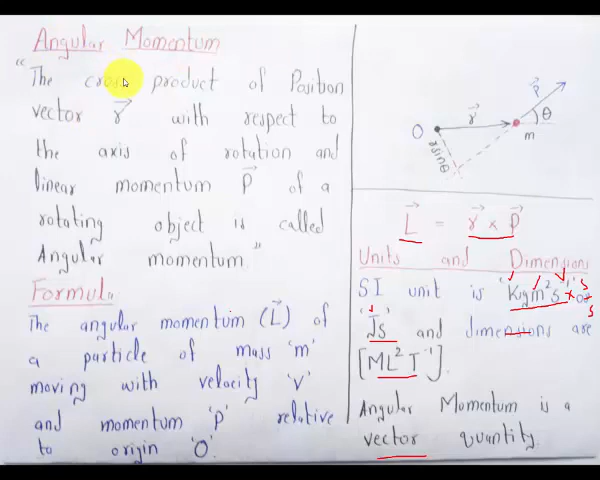 Angular Momentum
"The cross product of Position
vector r⃗ with respect to
the axis of rotation and
linear momentum P⃗ of a
rotating object is called
Angular momentum."
Formula
The angular momentum (L⃗) of
a particle of mass 'm'
moving with velocity 'v'
and momentum 'P' relative
to origin 'O'.
P⃗
r⃗
θ
O
m
rsinθ
L⃗ = r⃗ × P⃗
Units and Dimensions
SI unit is "Kgm²s⁻¹" or
"Js" and dimensions are
[ML²T⁻¹].
Angular Momentum is a
vector quantity.